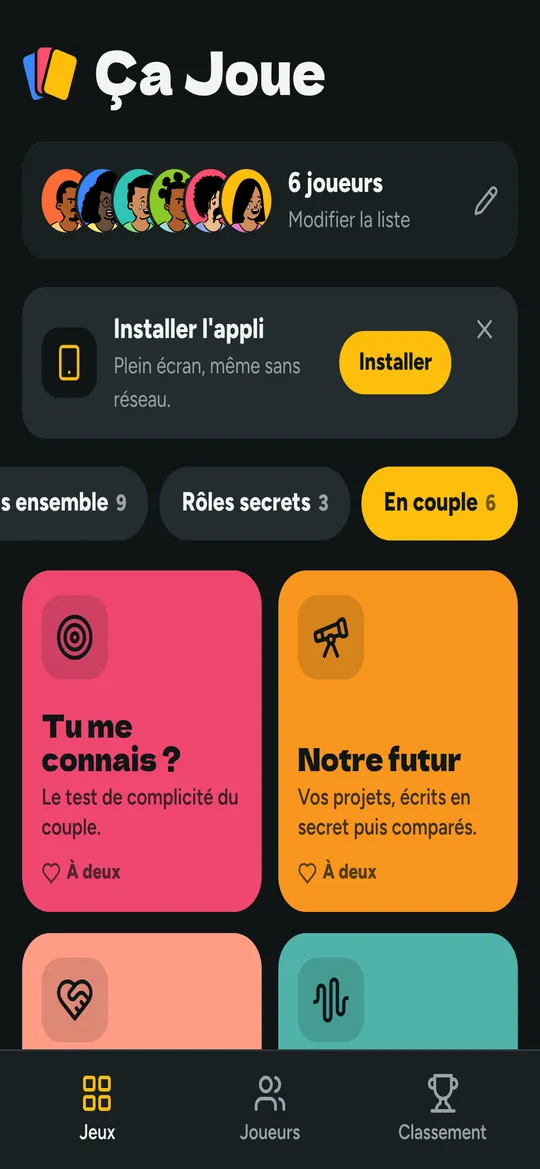 Ça Joue
6 joueurs
Modifier la liste
Installer l'appli
Plein écran, même sans
réseau.
Installer
s ensemble 9
Rôles secrets 3
En couple 6
Tu me
connais ?
Le test de complicité du
couple.
À deux
Notre futur
Vos projets, écrits en
secret puis comparés.
À deux
Jeux
Joueurs
Classement